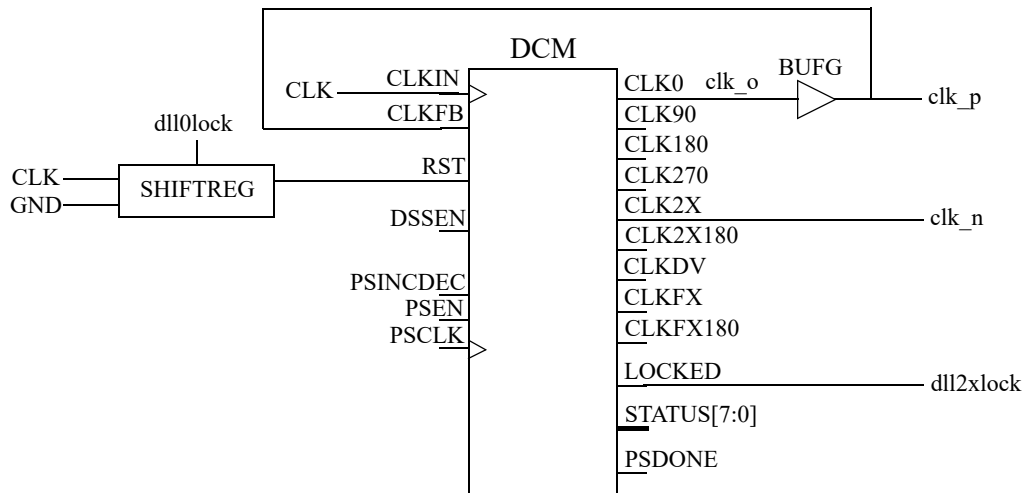 DCM
CLK
CLKIN
CLKFB
dll0lock
CLK
GND
SHIFTREG
RST
DSSEN
PSINCDEC
PSEN
PSCLK
CLK0
clk_o
BUFG
clk_p
CLK90
CLK180
CLK270
CLK2X
clk_n
CLK2X180
CLKDV
CLKFX
CLKFX180
LOCKED
dll2xlock
STATUS[7:0]
PSDONE